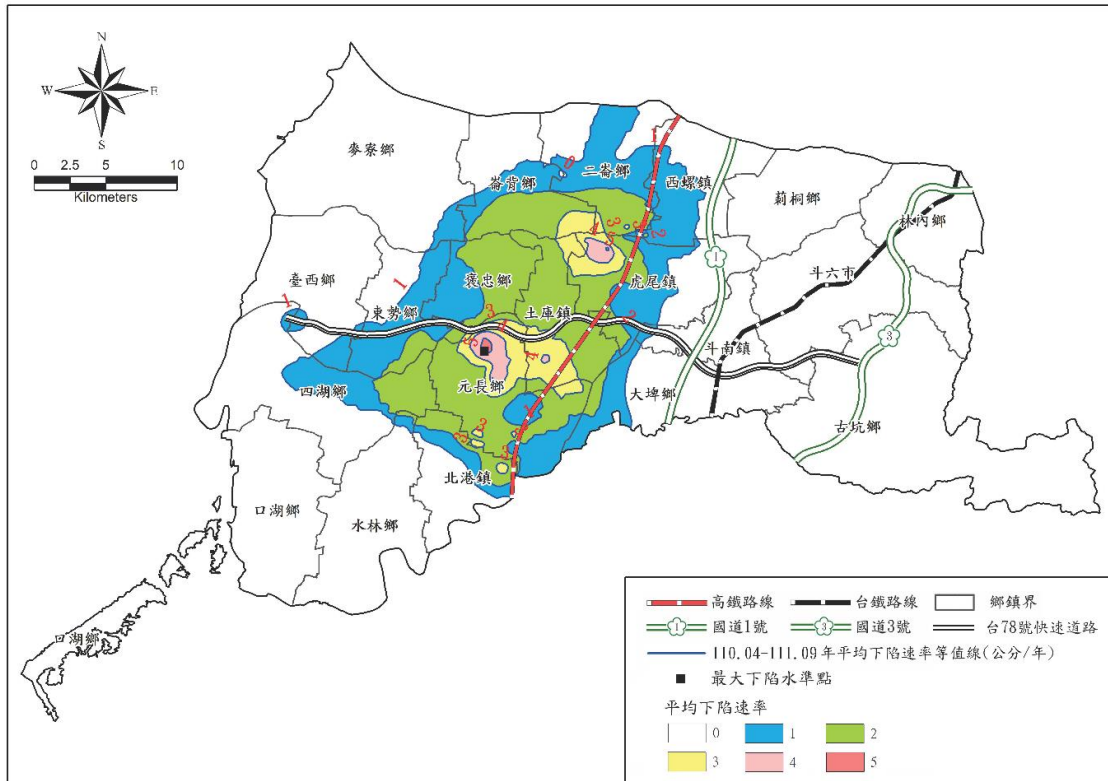 N
W E
S
0 2.5 5 10
Kilometers
麥寮鄉
崙背鄉
二崙鄉
西螺鎮
莿桐鄉
林內鄉
臺西鄉
東勢鄉
褒忠鄉
土庫鎮
虎尾鎮
斗六市
斗南鎮
四湖鄉
元長鄉
大埤鄉
古坑鄉
北港鎮
口湖鄉
水林鄉
口湖鄉
1
3
高鐵路線 台鐵路線 鄉鎮界
1 國道1號 3 國道3號 台78號快速道路
110.04-111.09年平均下陷速率等值線(公分/年)
最大下陷水準點
平均下陷速率
0 1 2
3 4 5